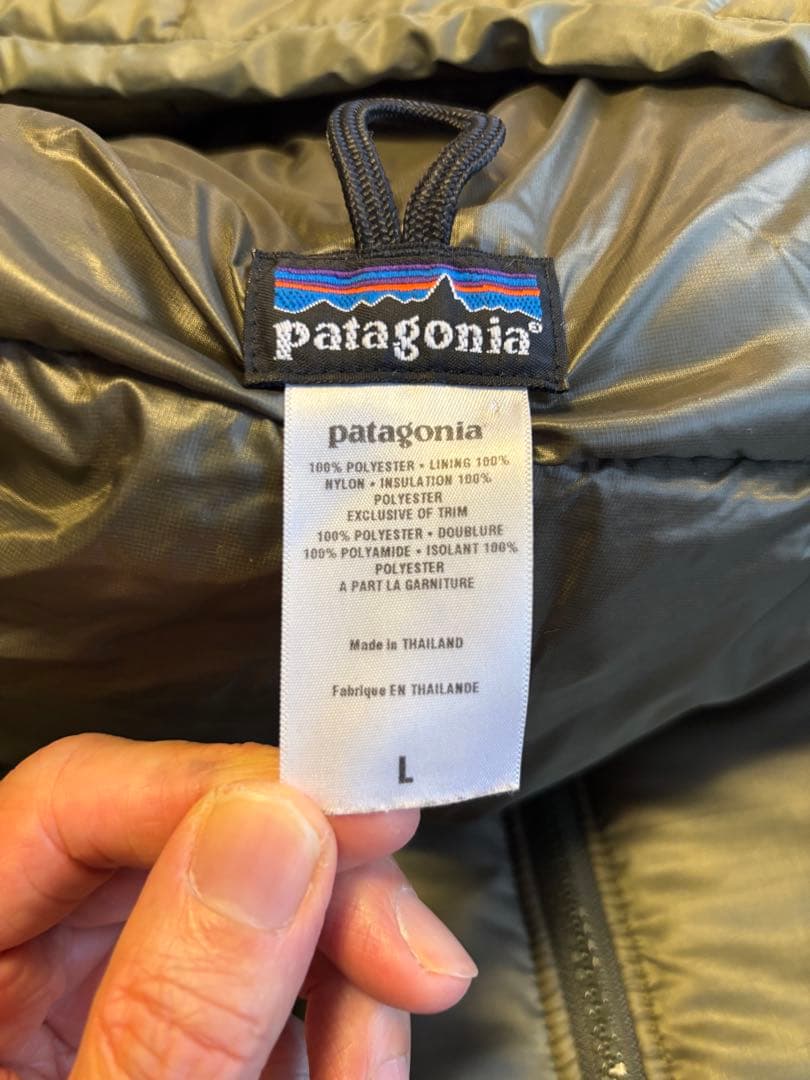 patagonia®
patagonia®
100% POLYESTER • LINING 100%
NYLON • INSULATION 100%
POLYESTER
EXCLUSIVE OF TRIM
100% POLYESTER • DOUBLURE
100% POLYAMIDE • ISOLANT 100%
POLYESTER
A PART LA GARNITURE
Made in THAILAND
Fabrique EN THAILANDE
L